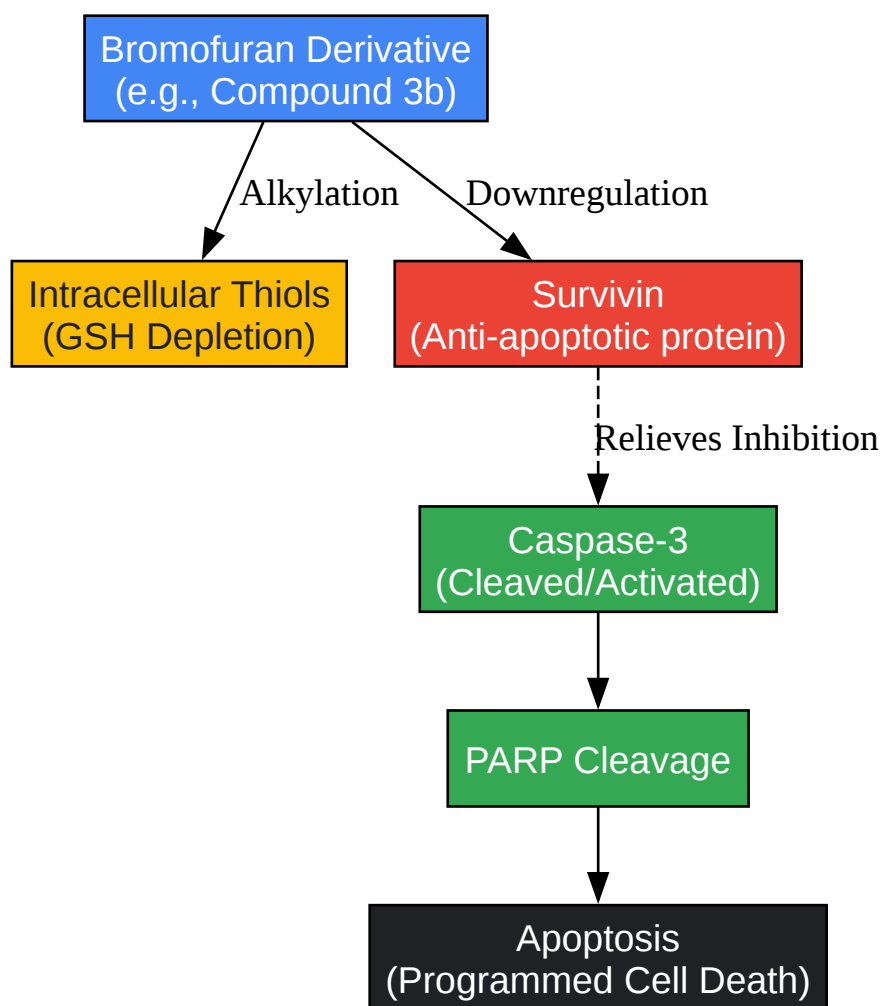 Bromofuran Derivative
(e.g., Compound 3b)
Alkylation
Downregulation
Intracellular Thiols
(GSH Depletion)
Survivin
(Anti-apoptotic protein)
Relieves Inhibition
Caspase-3
(Cleaved/Activated)
PARP Cleavage
Apoptosis
(Programmed Cell Death)